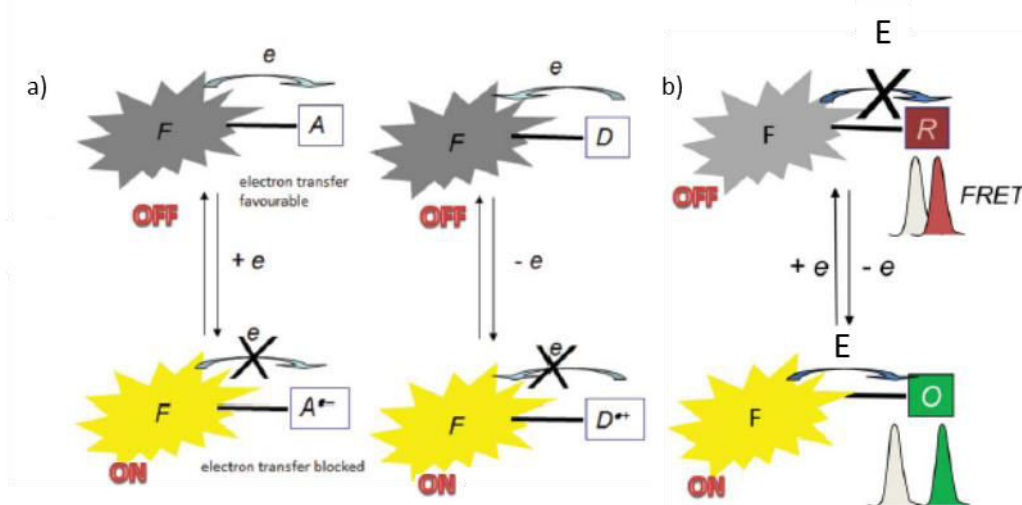 a)
e
F
A
OFF
electron transfer
favourable
+ e
e
F
A•−
ON
electron transfer blocked
e
F
D
OFF
- e
e
F
D•+
ON
b)
E
F
R
OFF
FRET
+ e
- e
E
F
O
ON